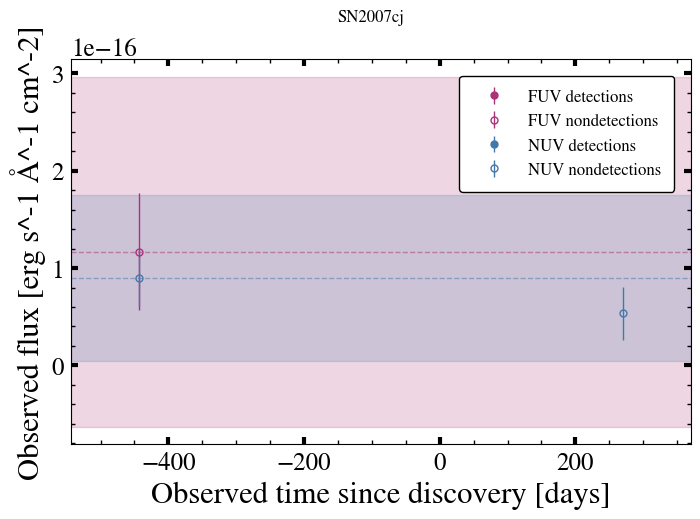 SN2007cj
1e−16
Observed flux [erg s^-1 Å^-1 cm^-2]
3
2
1
0
FUV detections
FUV nondetections
NUV detections
NUV nondetections
−400 −200 0 200
Observed time since discovery [days]